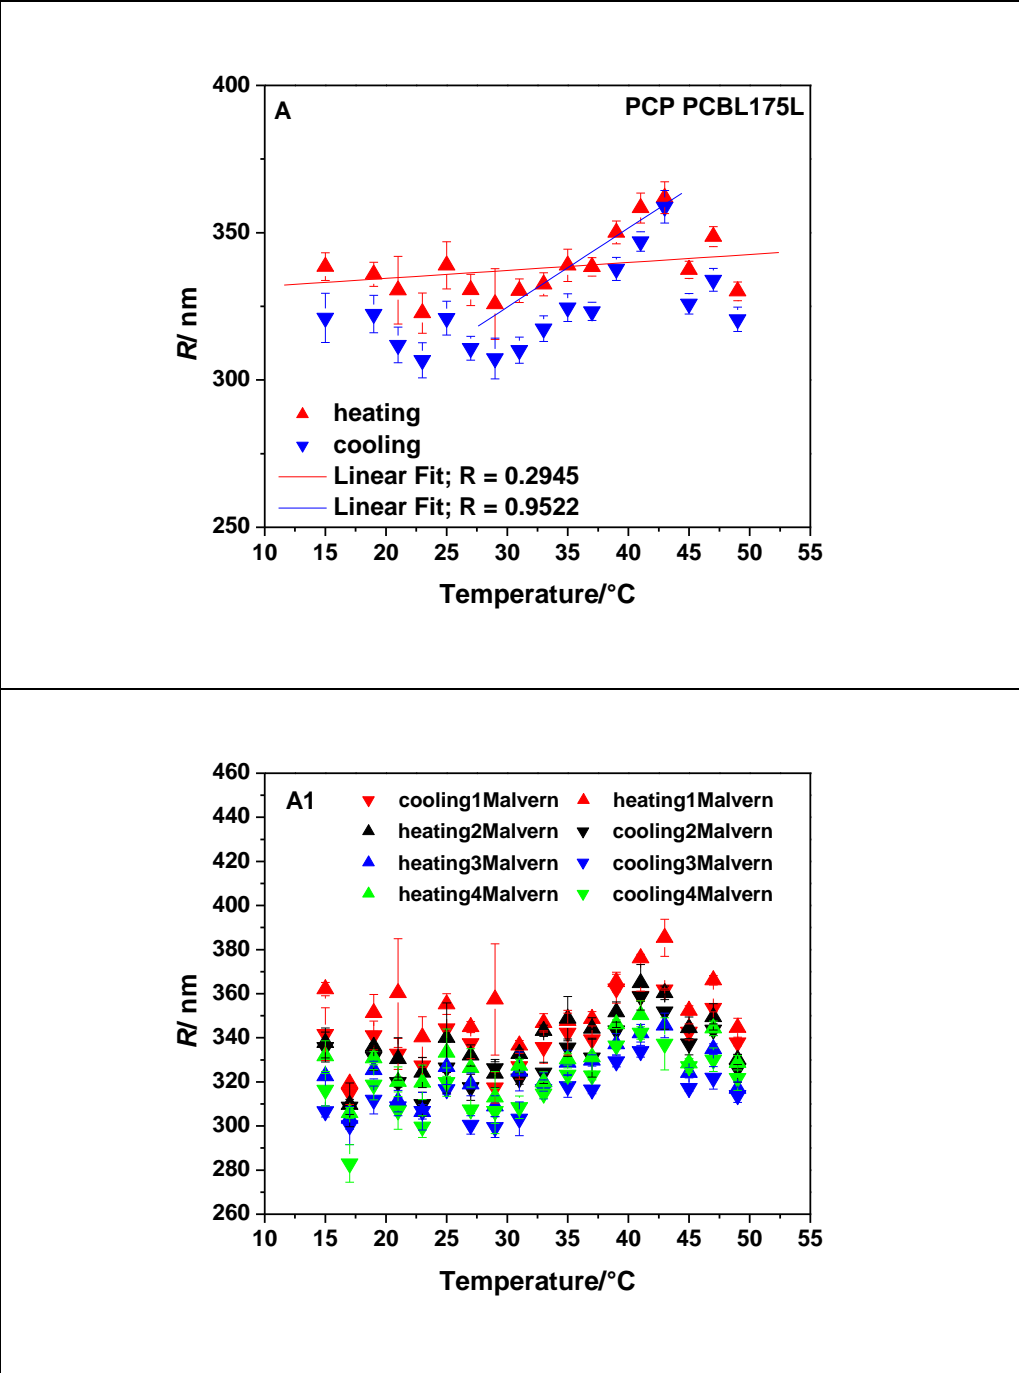 400
A
PCP PCBL175L
350
R/ nm
300
heating
cooling
Linear Fit; R = 0.2945
Linear Fit; R = 0.9522
250
10 15 20 25 30 35 40 45 50 55
Temperature/°C
460
A1
cooling1Malvern heating1Malvern
440
heating2Malvern cooling2Malvern
420
heating3Malvern cooling3Malvern
400
heating4Malvern cooling4Malvern
380
360
R/ nm
340
320
300
280
260
10 15 20 25 30 35 40 45 50 55
Temperature/°C